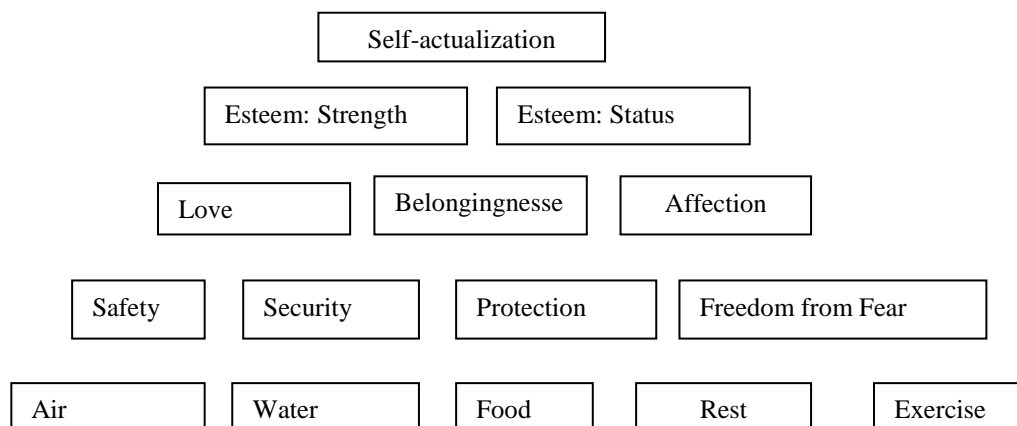 Self-actualization
Esteem: Strength Esteem: Status
Love Belongingnesse Affection
Safety Security Protection Freedom from Fear
Air Water Food Rest Exercise